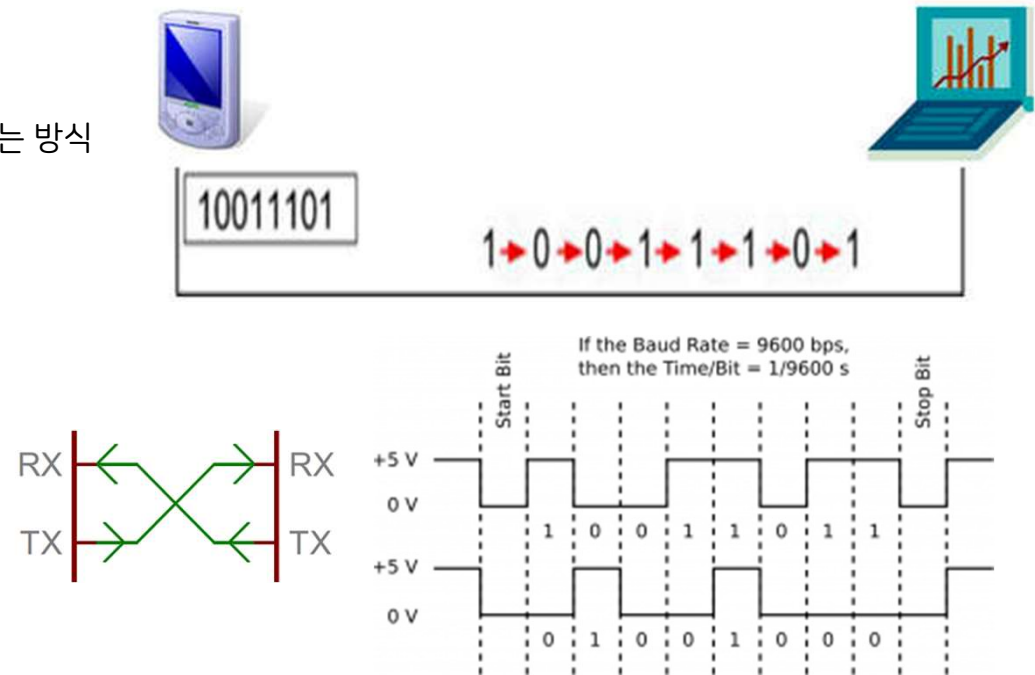 는 방식
10011101
1 0 0 1 1 1 0 1
If the Baud Rate = 9600 bps,
then the Time/Bit = 1/9600 s
Start Bit
Stop Bit
RX RX
TX TX
+5 V
0 V
1 0 0 1 1 0 1 1
+5 V
0 V
0 1 0 0 1 0 0 0